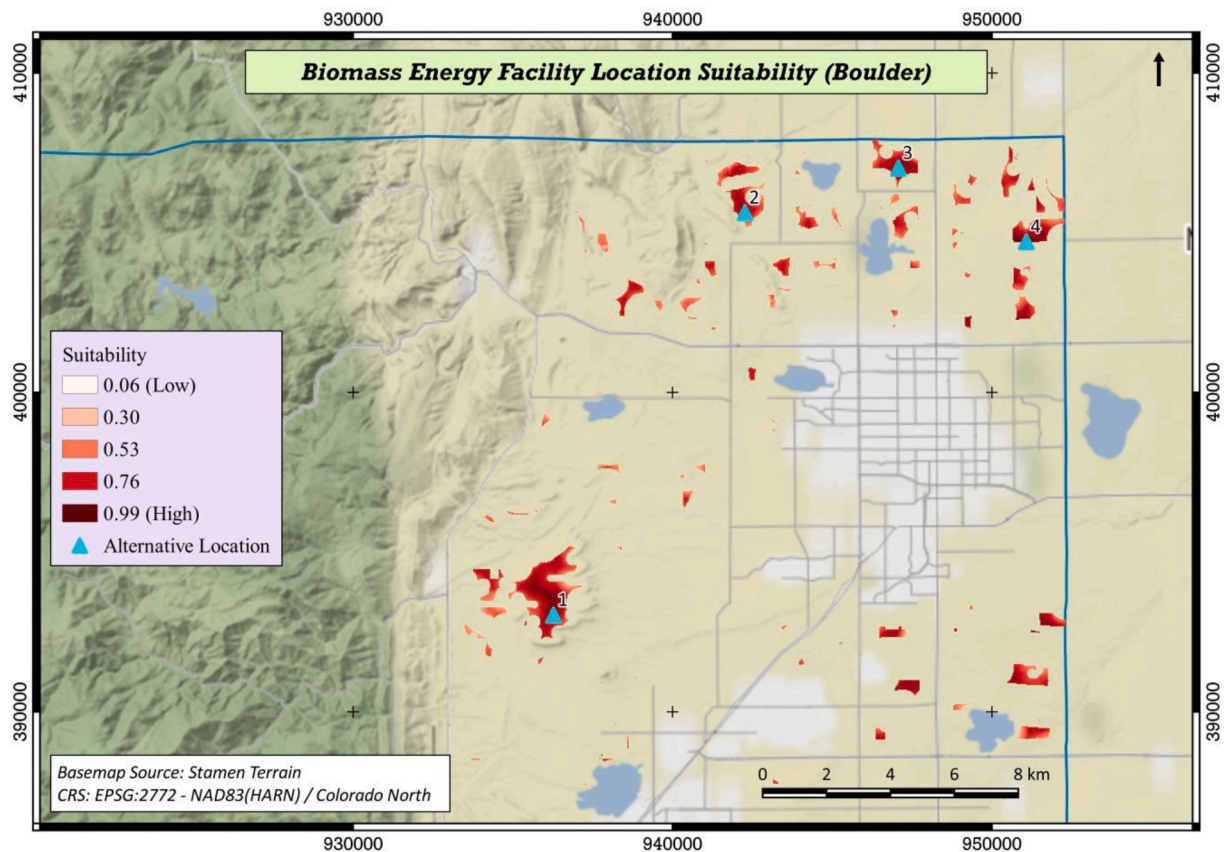 930000
940000
950000
410000
410000
Biomass Energy Facility Location Suitability (Boulder)
3
2
4
Suitability
0.06 (Low)
0.30
0.53
0.76
0.99 (High)
Alternative Location
400000
400000
1
390000
390000
Basemap Source: Stamen Terrain
CRS: EPSG:2772 - NAD83(HARN) / Colorado North
0 2 4 6 8 km
930000
940000
950000